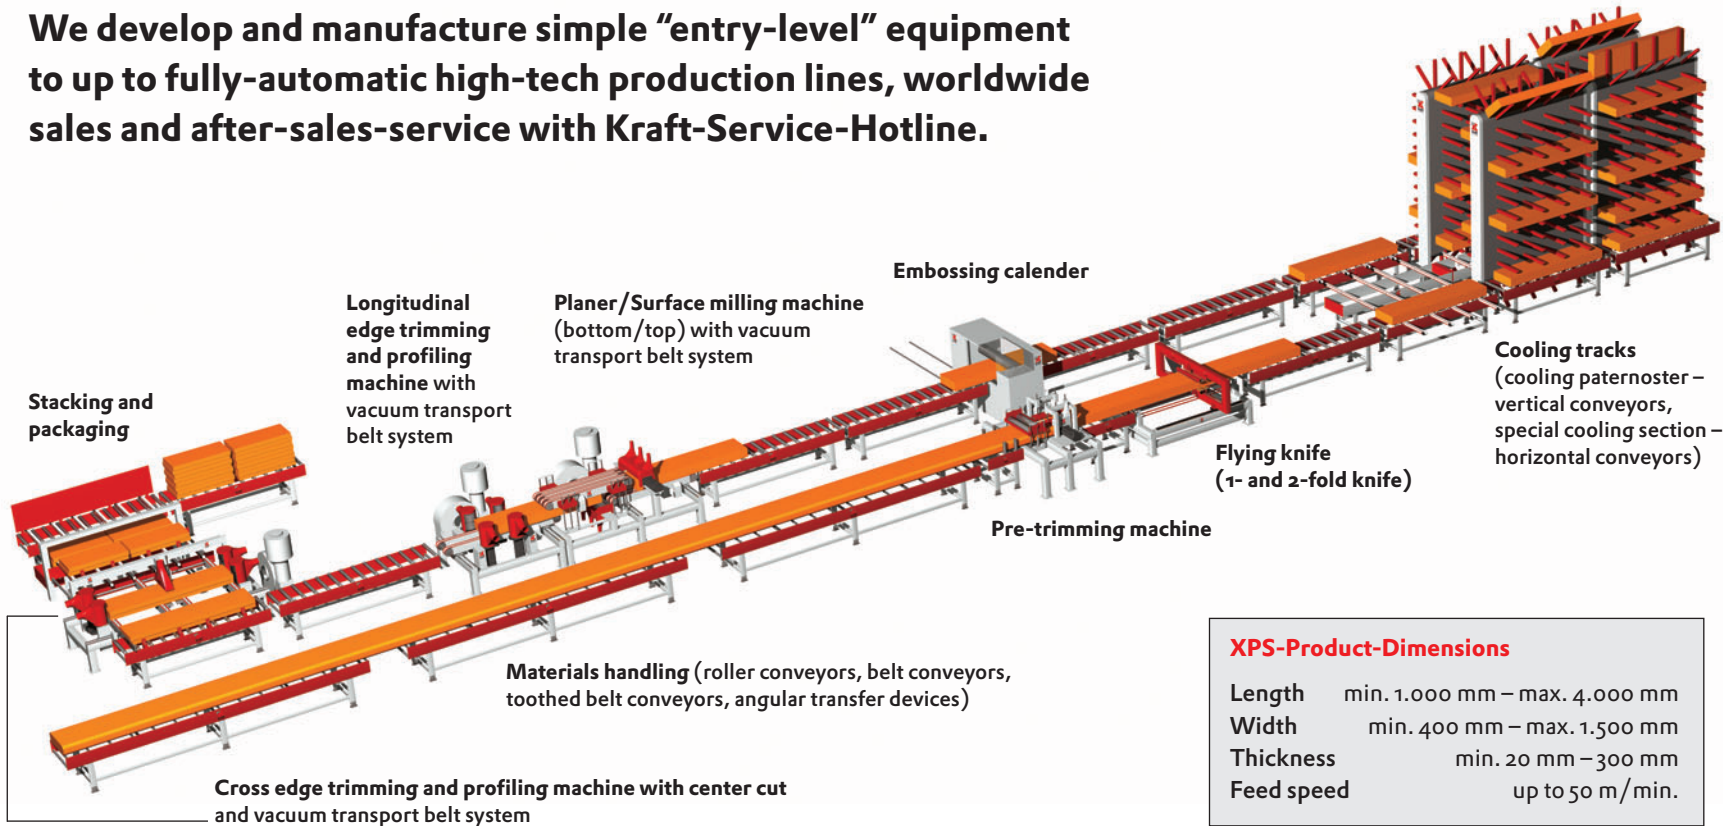 We develop and manufacture simple “entry-level” equipment
to up to fully-automatic high-tech production lines, worldwide
sales and after-sales-service with Kraft-Service-Hotline.
Embossing calender
Longitudinal
edge trimming
and profiling
machine with
vacuum transport
belt system
Planer/Surface milling machine
(bottom/top) with vacuum
transport belt system
Stacking and
packaging
Cooling tracks
(cooling paternoster –
vertical conveyors,
special cooling section –
horizontal conveyors)
Flying knife
(1- and 2-fold knife)
Pre-trimming machine
Materials handling (roller conveyors, belt conveyors,
toothed belt conveyors, angular transfer devices)
Cross edge trimming and profiling machine with center cut
and vacuum transport belt system
XPS-Product-Dimensions
Length min. 1.000 mm – max. 4.000 mm
Width min. 400 mm – max. 1.500 mm
Thickness min. 20 mm – 300 mm
Feed speed up to 50 m/min.